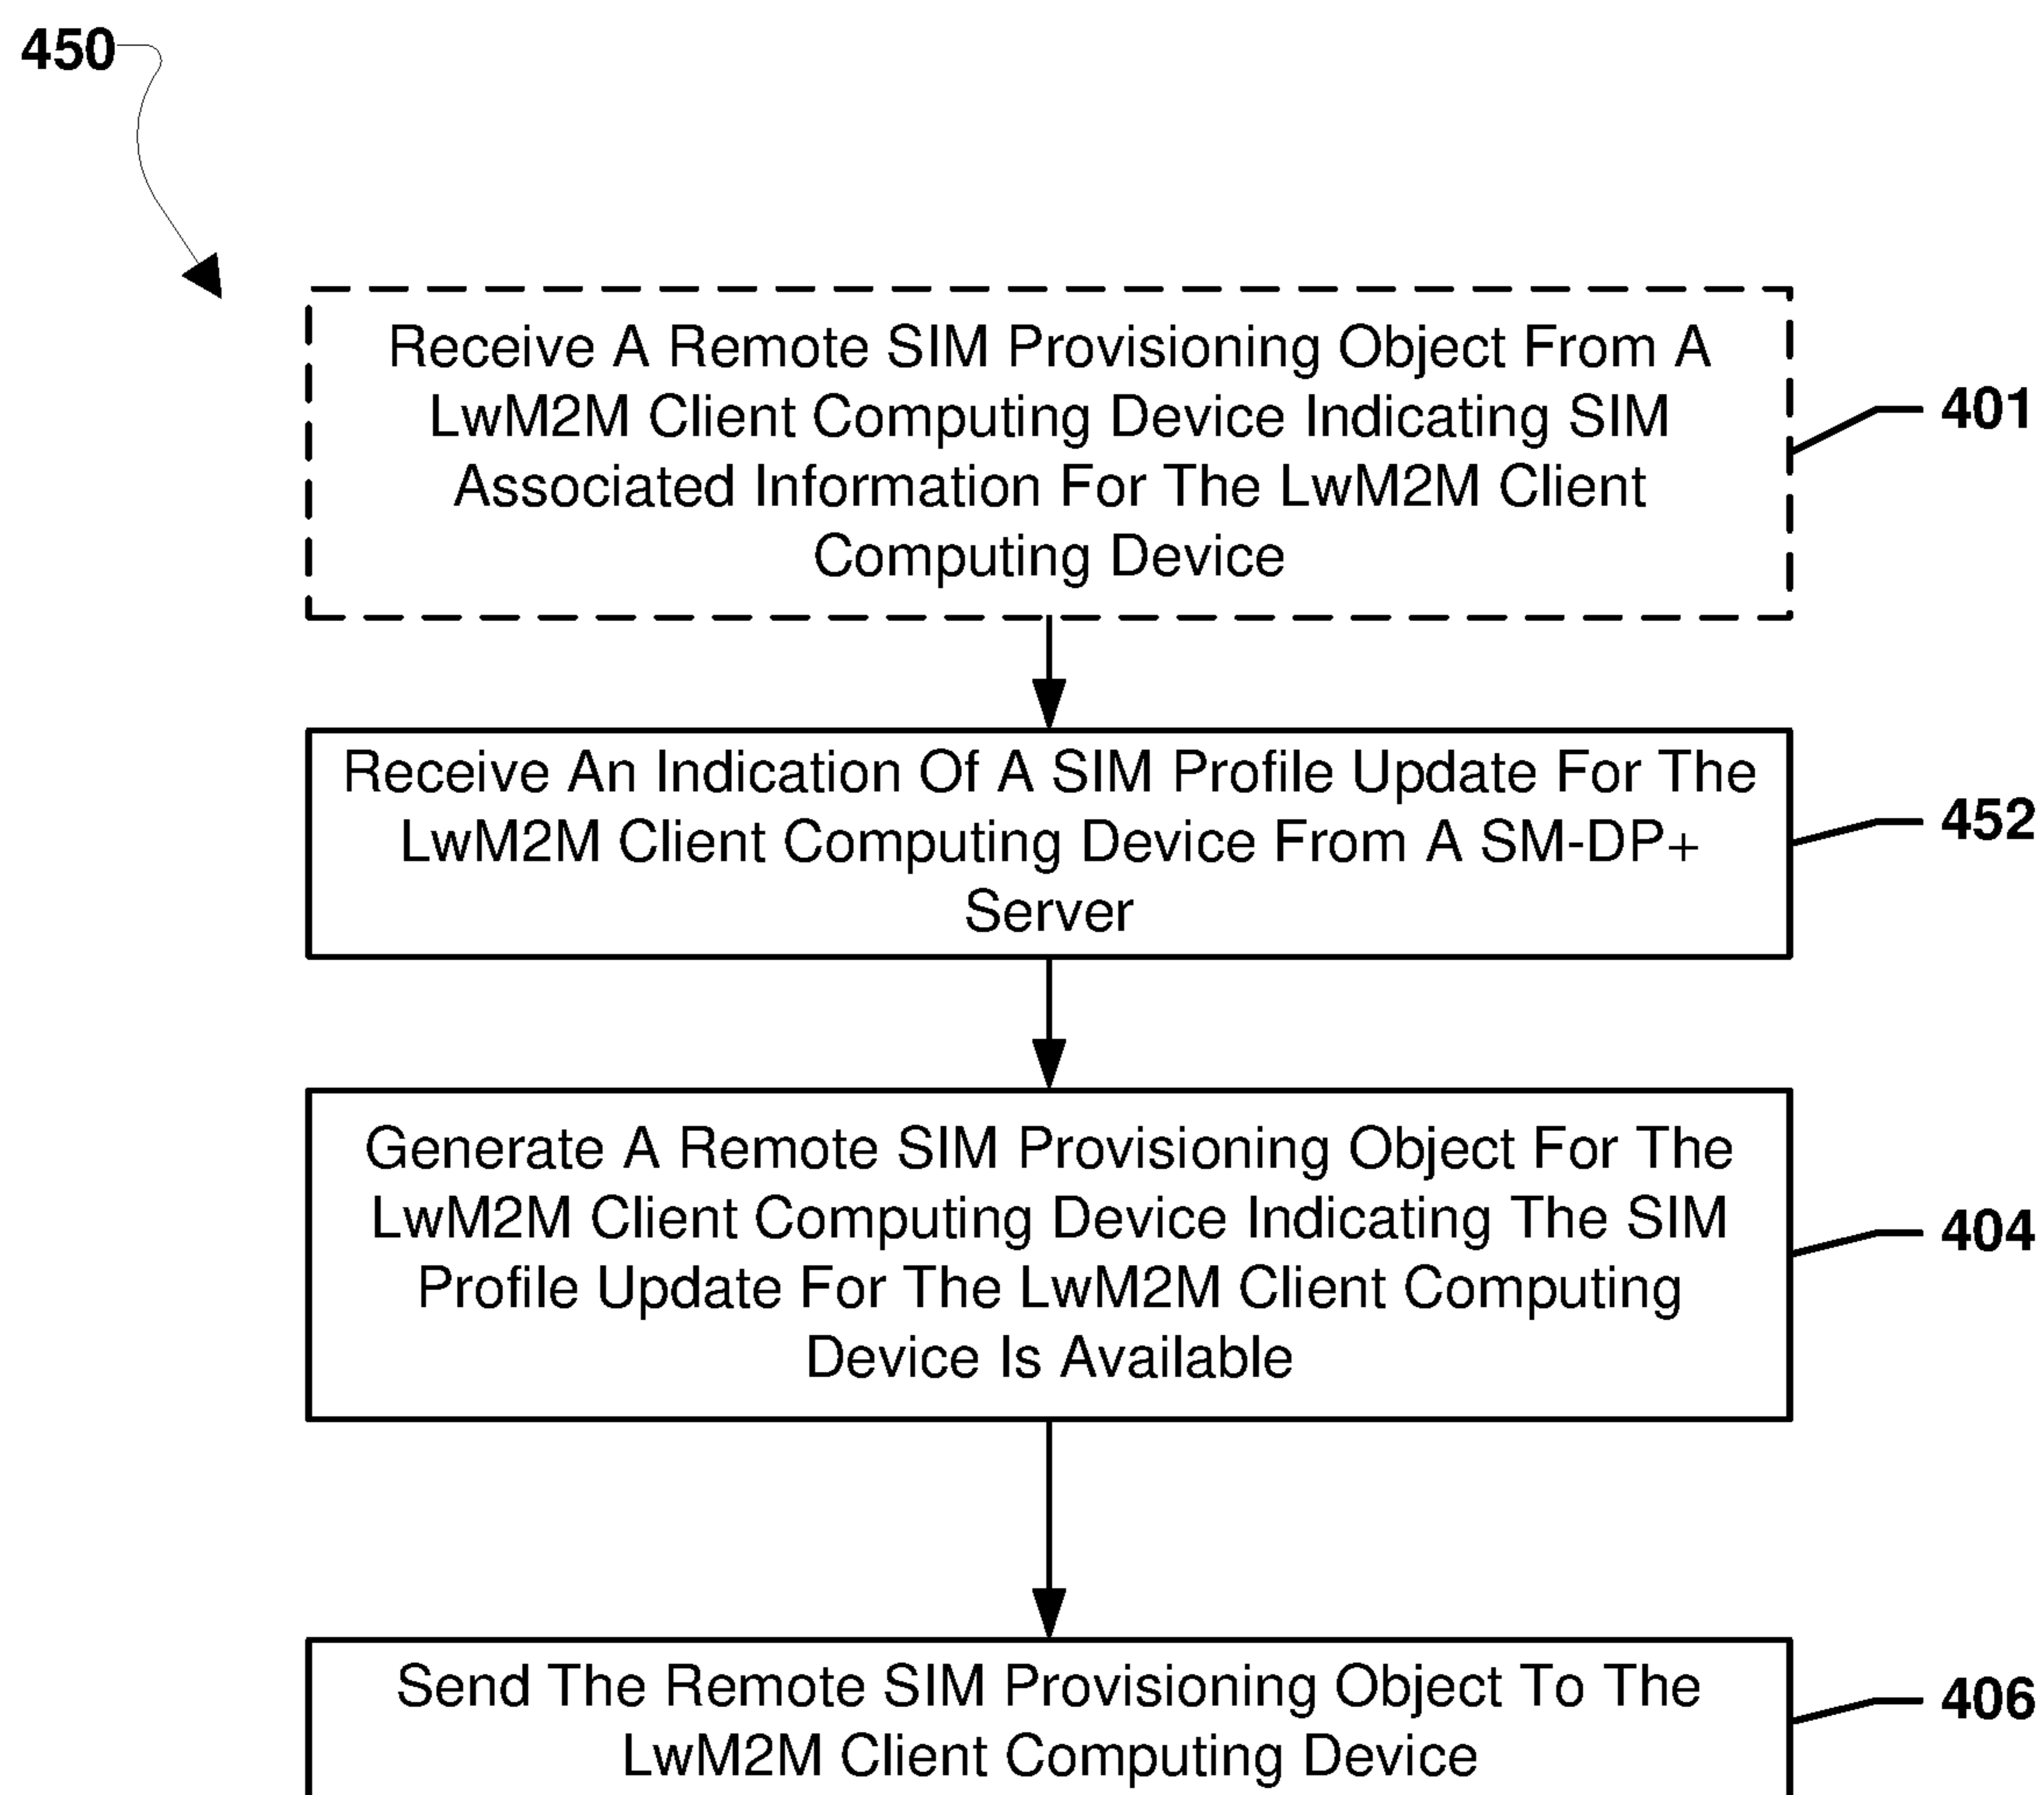 450
Receive A Remote SIM Provisioning Object From A
LwM2M Client Computing Device Indicating SIM
Associated Information For The LwM2M Client
Computing Device
401
Receive An Indication Of A SIM Profile Update For The
LwM2M Client Computing Device From A SM-DP+
Server
452
Generate A Remote SIM Provisioning Object For The
LwM2M Client Computing Device Indicating The SIM
Profile Update For The LwM2M Client Computing
Device Is Available
404
Send The Remote SIM Provisioning Object To The
LwM2M Client Computing Device
406